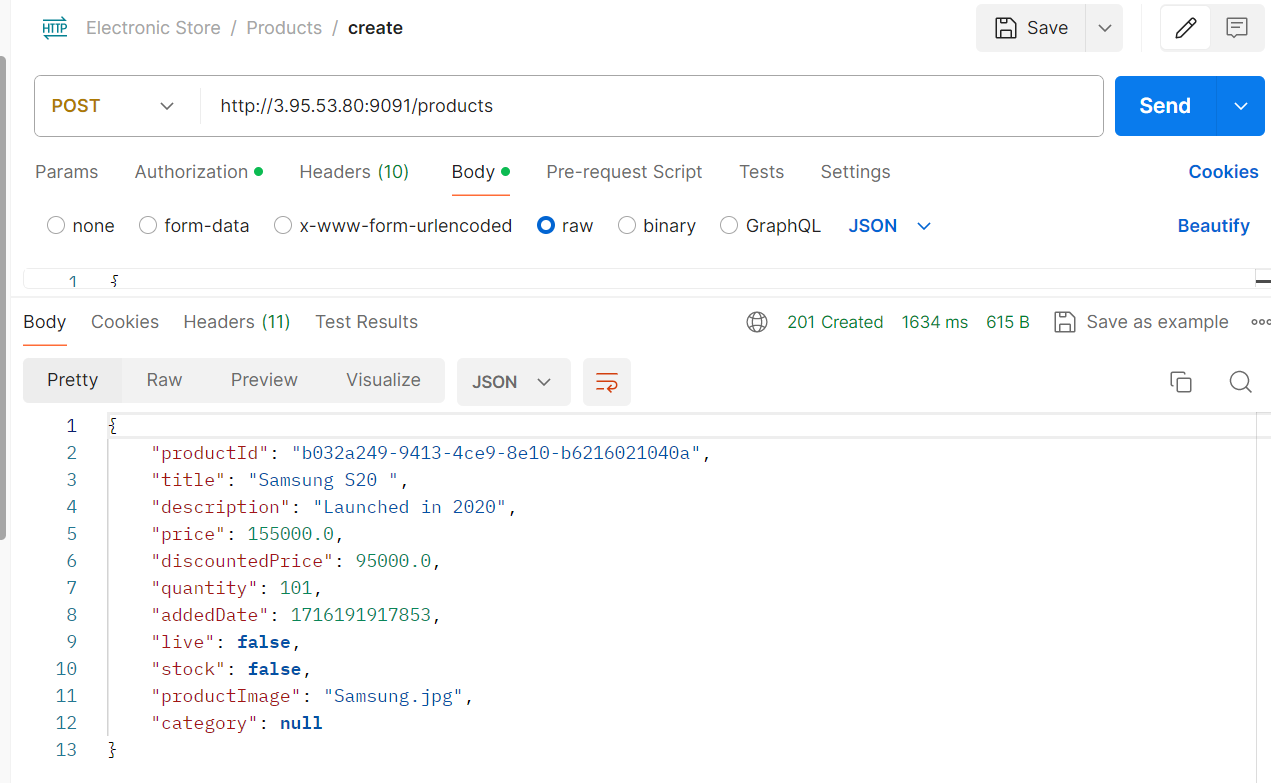 HTTP Electronic Store / Products / create Save
POST http://3.95.53.80:9091/products Send
Params Authorization Headers (10) Body Pre-request Script Tests Settings Cookies
none form-data x-www-form-urlencoded raw binary GraphQL JSON Beautify
1 {
Body Cookies Headers (11) Test Results 201 Created 1634 ms 615 B Save as example
Pretty Raw Preview Visualize JSON
1 {
2 "productId": "b032a249-9413-4ce9-8e10-b6216021040a",
3 "title": "Samsung S20 ",
4 "description": "Launched in 2020",
5 "price": 155000.0,
6 "discountedPrice": 95000.0,
7 "quantity": 101,
8 "addedDate": 1716191917853,
9 "live": false,
10 "stock": false,
11 "productImage": "Samsung.jpg",
12 "category": null
13 }